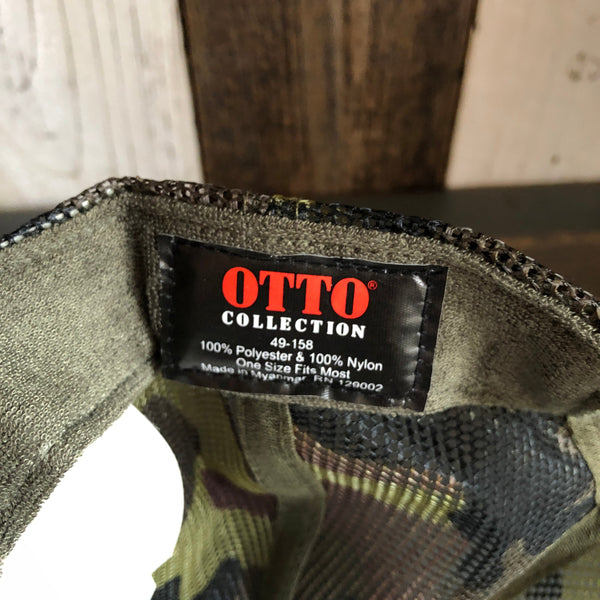 OTTO®
COLLECTION
49-158
100% Polyester & 100% Nylon
One Size Fits Most
Made in Myanmar, RN 129002